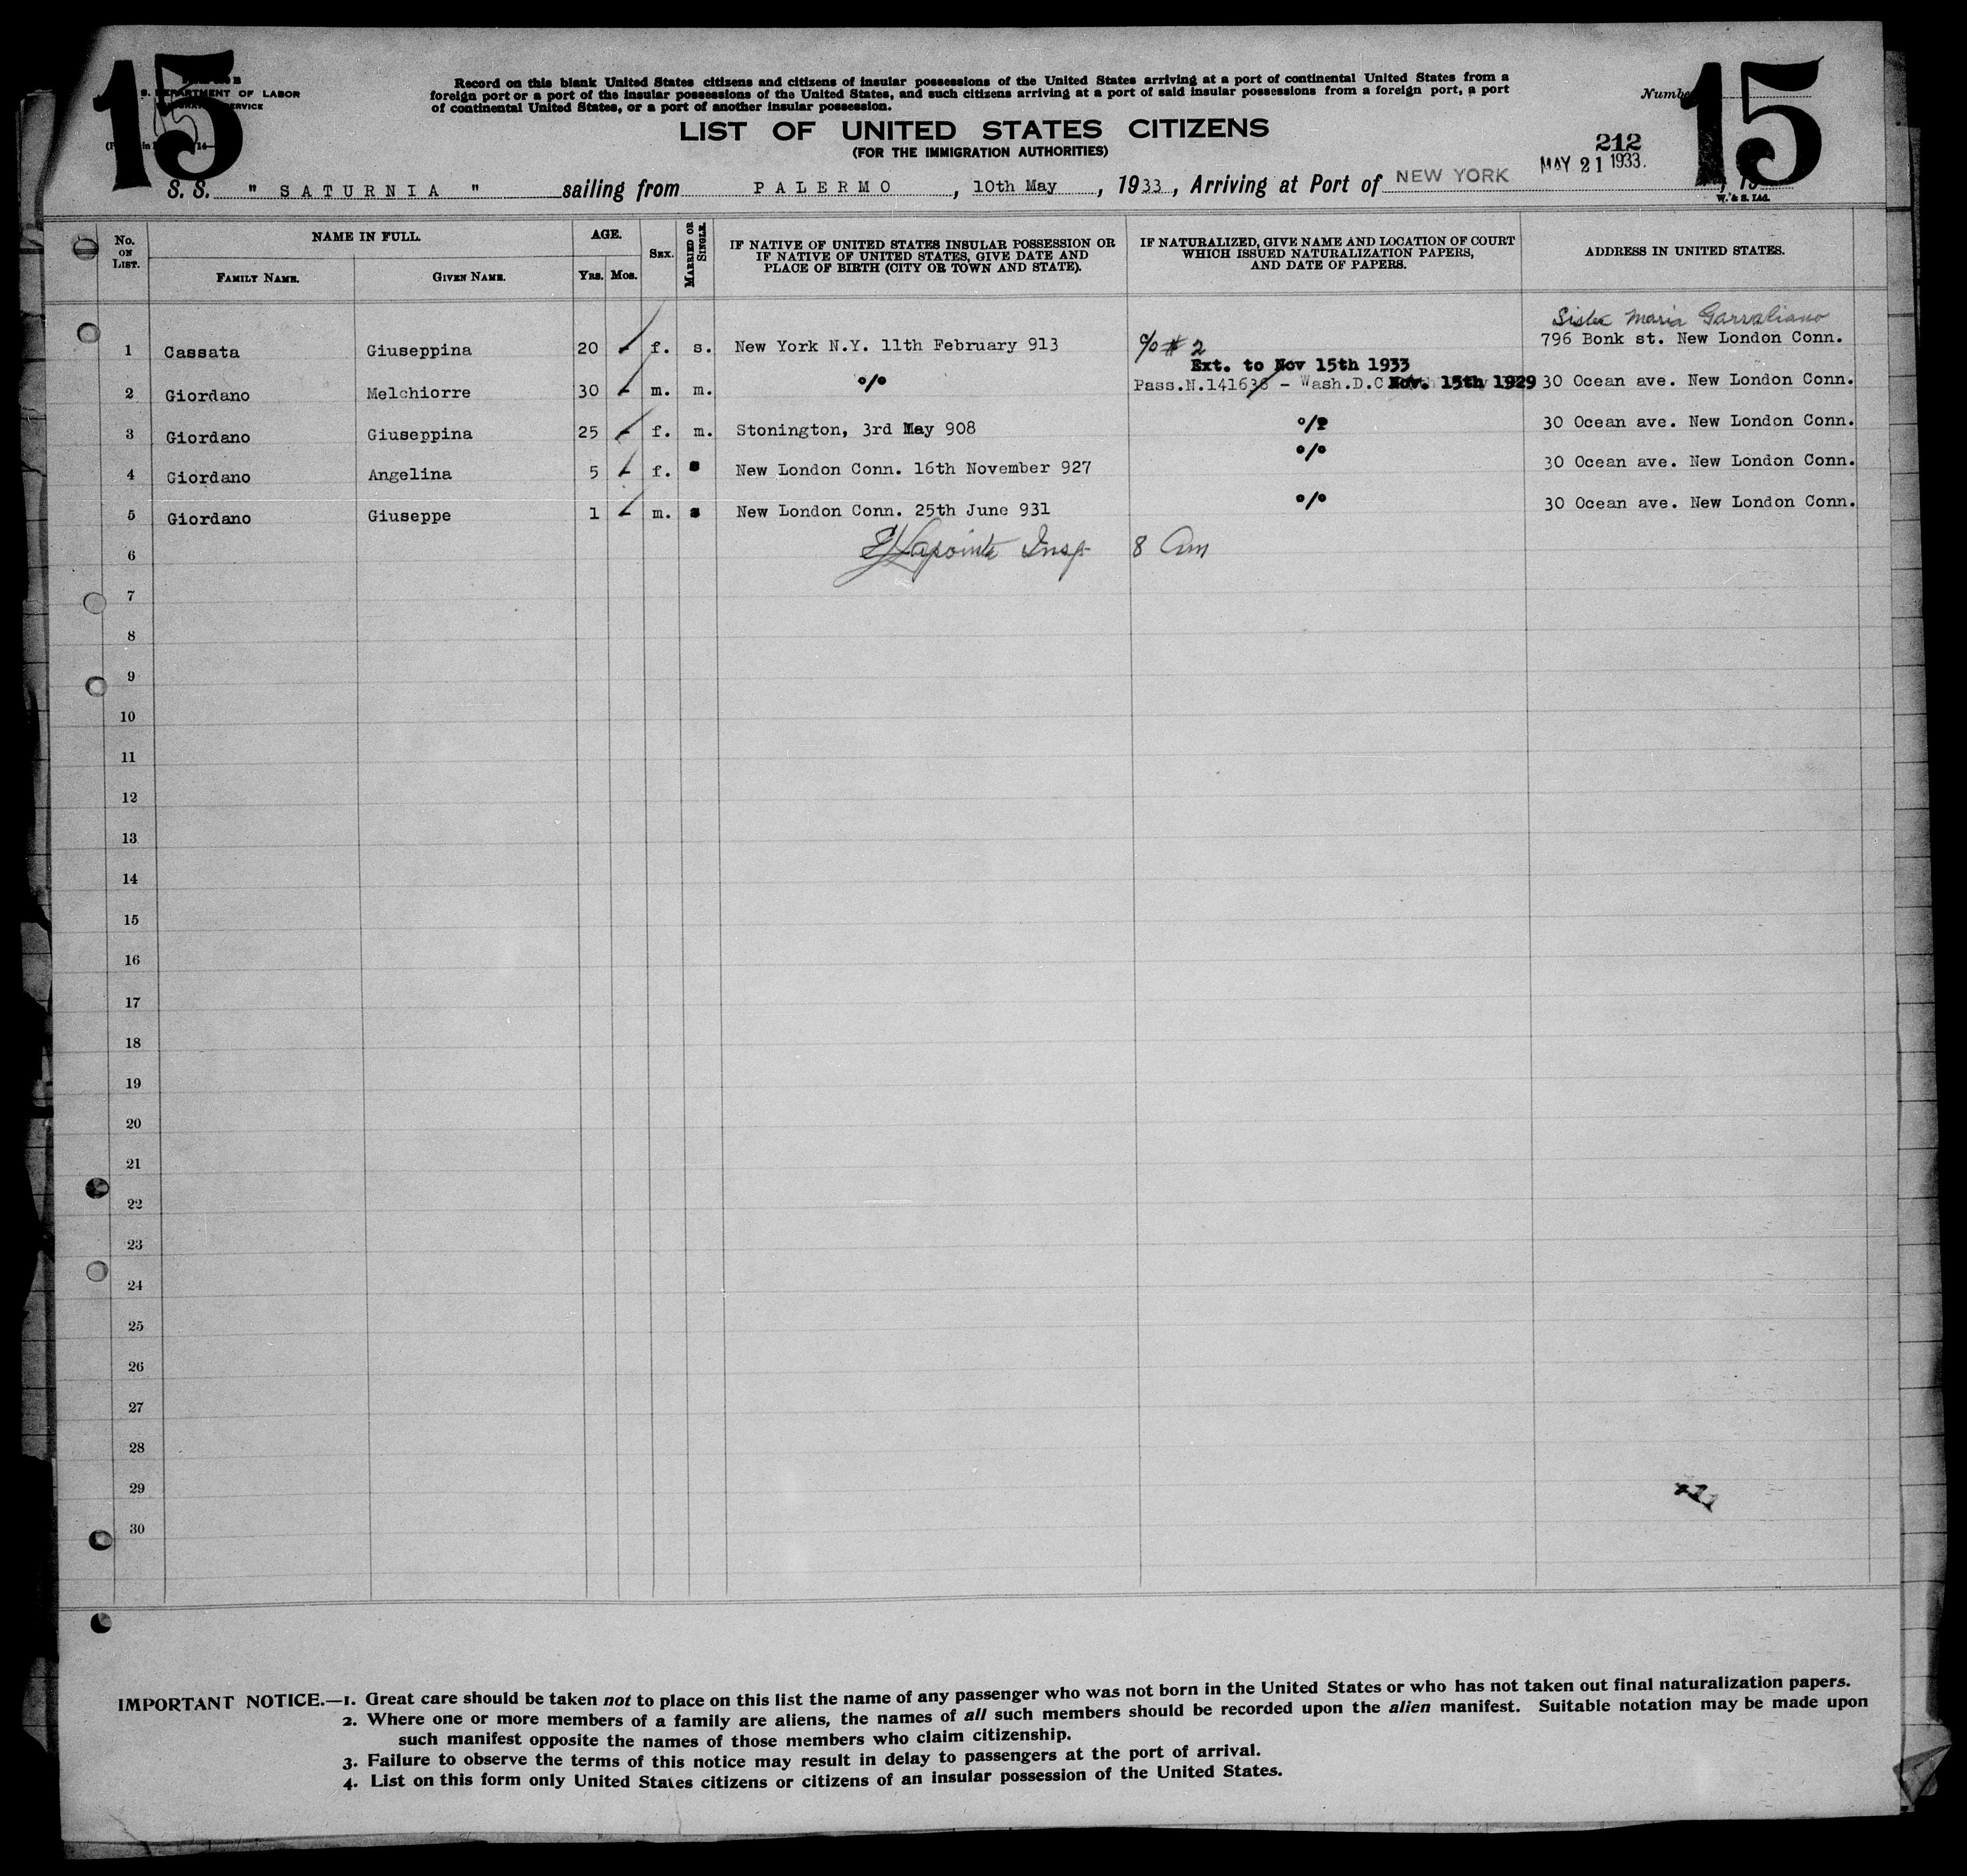 15
DEPARTMENT OF LABOR
SERVICE
Record on this blank United States citizens and citizens of insular possessions of the United States arriving at a port of continental United States from a
foreign port or a port of the insular possessions of the United States, and such citizens arriving at a port of said insular possessions from a foreign port, a port
of continental United States, or a port of another insular possession.
15
LIST OF UNITED STATES CITIZENS
(FOR THE IMMIGRATION AUTHORITIES)
212
MAY 21 1933.
S. S. " SATURNIA " sailing from PALERMO , 10th May , 1933 , Arriving at Port of NEW YORK
W. & S. Ltd.
No. ON LIST. NAME IN FULL. AGE. SEX. MARRIED OR SINGLE. IF NATIVE OF UNITED STATES INSULAR POSSESSION OR IF NATIVE OF UNITED STATES, GIVE DATE AND PLACE OF BIRTH (CITY OR TOWN AND STATE). IF NATURALIZED, GIVE NAME AND LOCATION OF COURT WHICH ISSUED NATURALIZATION PAPERS, AND DATE OF PAPERS. ADDRESS IN UNITED STATES.
FAMILY NAME. GIVEN NAME. YRS. MOS.
Sister Maria
1 Cassata Giuseppina 20 - f. s. New York N.Y. 11th February 913 % # 2 796 Bonk st. New London Conn.
Ext. to Nov 15th 1933
2 Giordano Melchiorre 30 - m. m. o/o Pass.N.141636 - Wash.D.C Nov. 15th 1929 30 Ocean ave. New London Conn.
3 Giordano Giuseppina 25 - f. m. Stonington, 3rd May 908 o/o 30 Ocean ave. New London Conn.
4 Giordano Angelina 5 - f. s New London Conn. 16th November 927 o/o 30 Ocean ave. New London Conn.
5 Giordano Giuseppe 1 - m. s New London Conn. 25th June 931 o/o 30 Ocean ave. New London Conn.
6 Lapointe Insp. 8 Am
7
8
9
10
11
12
13
14
15
16
17
18
19
20
21
22
23
24
25
26
27
28
29
30
IMPORTANT NOTICE.—1. Great care should be taken not to place on this list the name of any passenger who was not born in the United States or who has not taken out final naturalization papers.
2. Where one or more members of a family are aliens, the names of all such members should be recorded upon the alien manifest. Suitable notation may be made upon
such manifest opposite the names of those members who claim citizenship.
3. Failure to observe the terms of this notice may result in delay to passengers at the port of arrival.
4. List on this form only United States citizens or citizens of an insular possession of the United States.